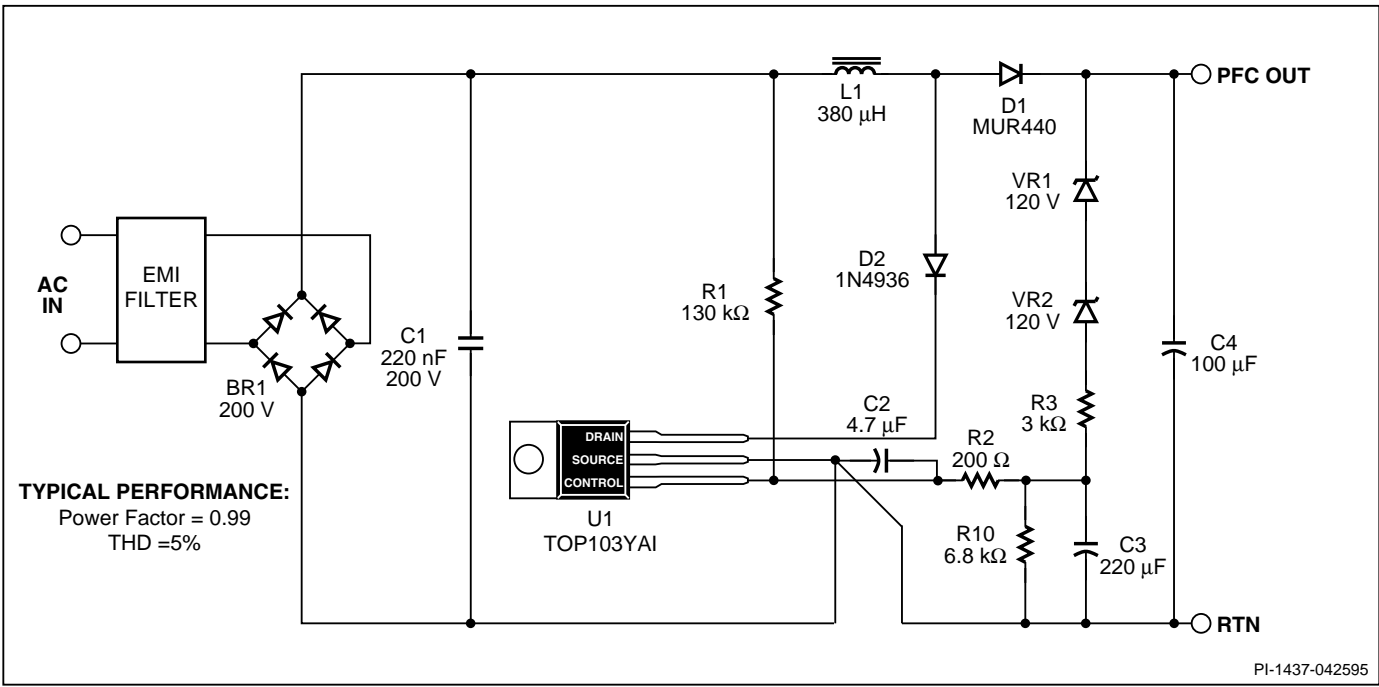 PFC OUT
L1
380 µH
D1
MUR440
VR1
120 V
AC
IN
EMI
FILTER
D2
1N4936
R1
130 kΩ
VR2
120 V
C1
220 nF
200 V
C4
100 µF
BR1
200 V
C2
4.7 µF
R3
3 kΩ
DRAIN
SOURCE
CONTROL
R2
200 Ω
TYPICAL PERFORMANCE:
Power Factor = 0.99
THD =5%
U1
TOP103YAI
R10
6.8 kΩ
C3
220 µF
RTN
PI-1437-042595